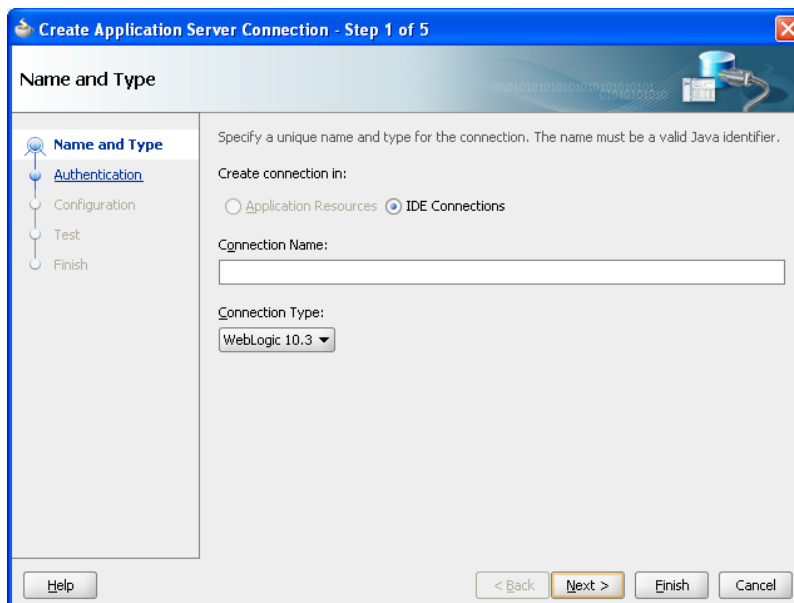 Create Application Server Connection - Step 1 of 5
Name and Type
010101010101010101010101
0101010101010
Name and Type
Authentication
Configuration
Test
Finish
Specify a unique name and type for the connection. The name must be a valid Java identifier.
Create connection in:
Application Resources IDE Connections
Connection Name:
Connection Type:
WebLogic 10.3
Help < Back Next > Finish Cancel